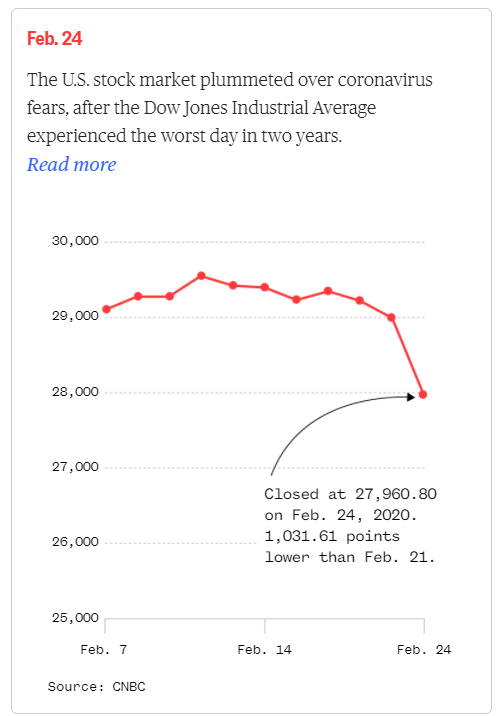 Feb. 24
The U.S. stock market plummeted over coronavirus
fears, after the Dow Jones Industrial Average
experienced the worst day in two years.
Read more
30,000
29,000
28,000
27,000
Closed at 27,960.80
on Feb. 24, 2020.
1,031.61 points
lower than Feb. 21.
26,000
25,000
Feb. 7
Feb. 14
Feb. 24
Source: CNBC